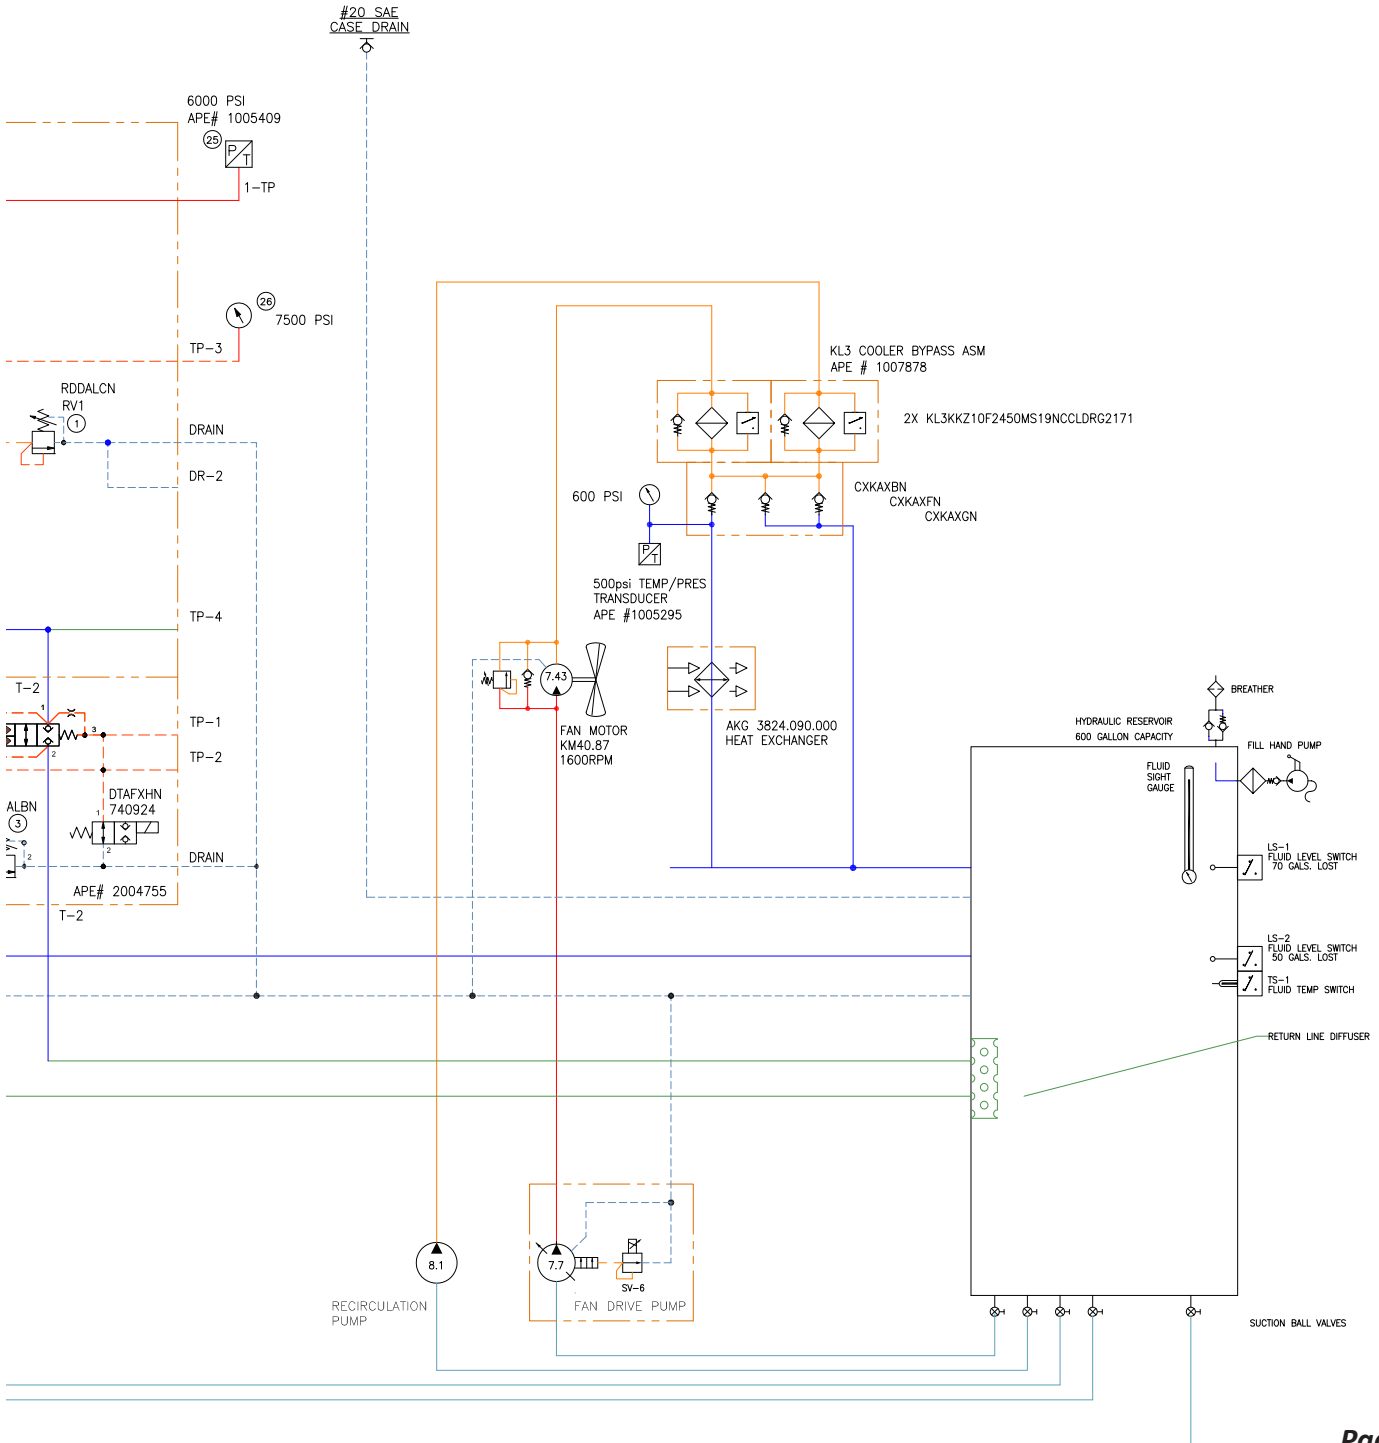 #20 SAE
CASE DRAIN
6000 PSI
APE# 1005409
25
P/T
1-TP
26
7500 PSI
TP-3
RDDALCN
RV1
1
DRAIN
DR-2
KL3 COOLER BYPASS ASM
APE # 1007878
2X KL3KKZ10F2450MS19NCCLDRG2171
CXKAXBN
CXKAXFN
CXKAXGN
600 PSI
P/T
500psi TEMP/PRES
TRANSDUCER
APE #1005295
TP-4
T-2
1
TP-1
3
2
TP-2
7.43
FAN MOTOR
KM40.87
1600RPM
AKG 3824.090.000
HEAT EXCHANGER
BREATHER
HYDRAULIC RESERVOIR
600 GALLON CAPACITY
FILL HAND PUMP
FLUID
SIGHT
GAUGE
ALBN
3
2
DTAFXHN
740924
1
2
DRAIN
APE# 2004755
T-2
LS-1
FLUID LEVEL SWITCH
70 GALS. LOST
LS-2
FLUID LEVEL SWITCH
50 GALS. LOST
TS-1
FLUID TEMP SWITCH
RETURN LINE DIFFUSER
8.1
RECIRCULATION
PUMP
7.7
SV-6
FAN DRIVE PUMP
SUCTION BALL VALVES